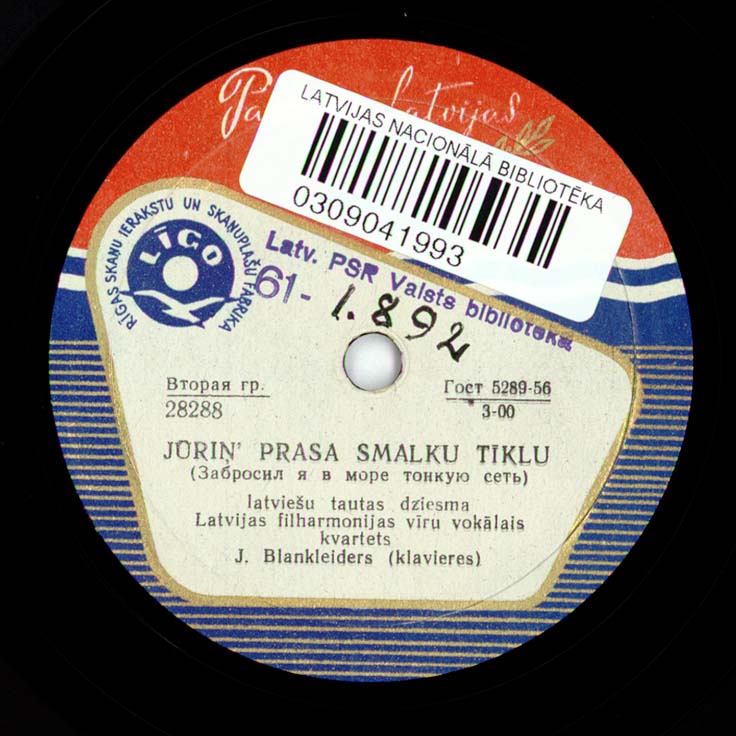 Latvijas
LATVIJAS NACIONĀLĀ BIBLIOTĒKA
0309041993
RĪGAS SKAŅU IERAKSTU UN SKAŅUPLAŠU FABRIKA
LĪGO
Latv. PSR Valsts bibliotēka
61-1.892
Вторая гр.
28288
Гост 5289-56
3-00
JŪRIŅ' PRASA SMALKU TĪKLU
(Забросил я в море тонкую сеть)
latviešu tautas dziesma
Latvijas filharmonijas vīru vokālais
kvartets
J. Blankleiders (klavieres)